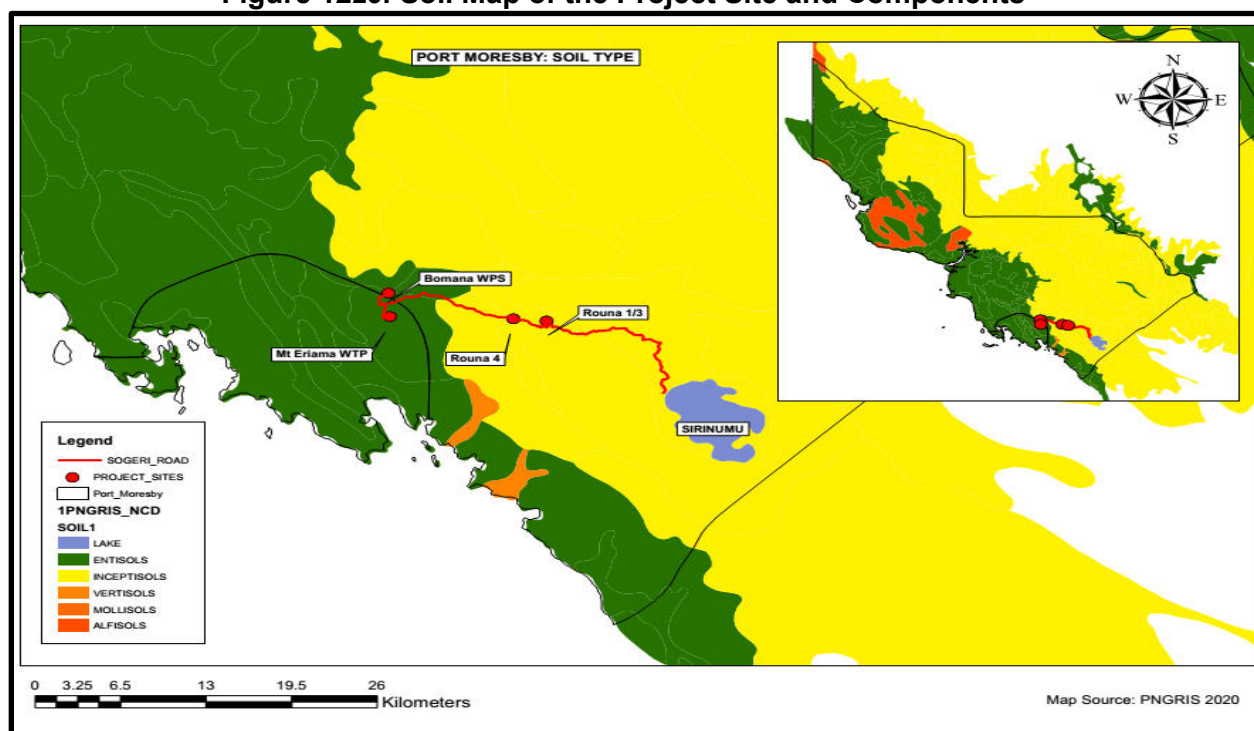 PORT MORESBY: SOIL TYPE
N
W
E
S
Bomana WPS
Rouna 1/3
Mt Eriama WTP
Rouna 4
SIRINUMU
Legend
SOGERI_ROAD
PROJECT_SITES
Port_Moresby
1PNGRIS_NCD
SOIL1
LAKE
ENTISOLS
INCEPTISOLS
VERTISOLS
MOLLISOLS
ALFISOLS
0 3.25 6.5 13 19.5 26
Kilometers
Map Source: PNGRIS 2020